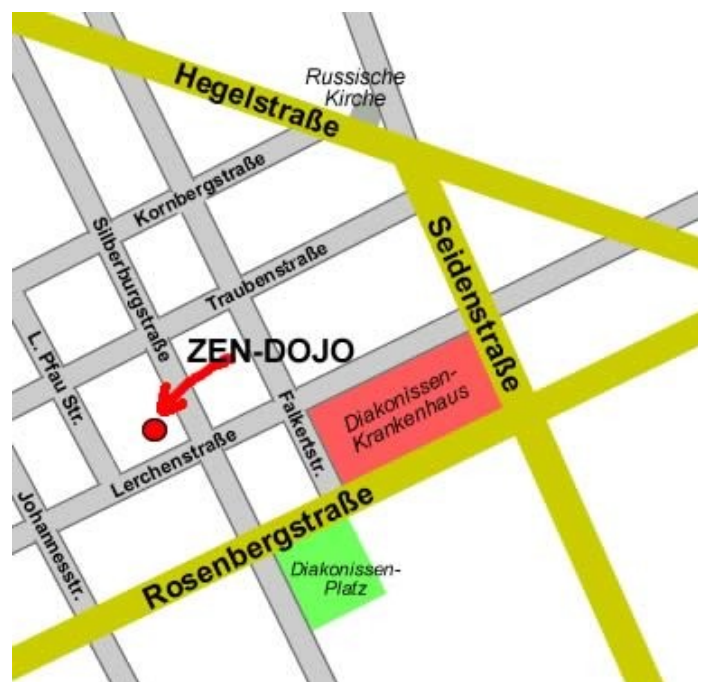 Russische
Kirche
Hegelstraße
Kornbergstraße
Silberburgstraße
Traubenstraße
Seidenstraße
L. Pfau Str.
ZEN-DOJO
Diakonissen-
Krankenhaus
Falkertstr.
Lerchenstraße
Johannesstr.
Rosenbergstraße
Diakonissen-
Platz